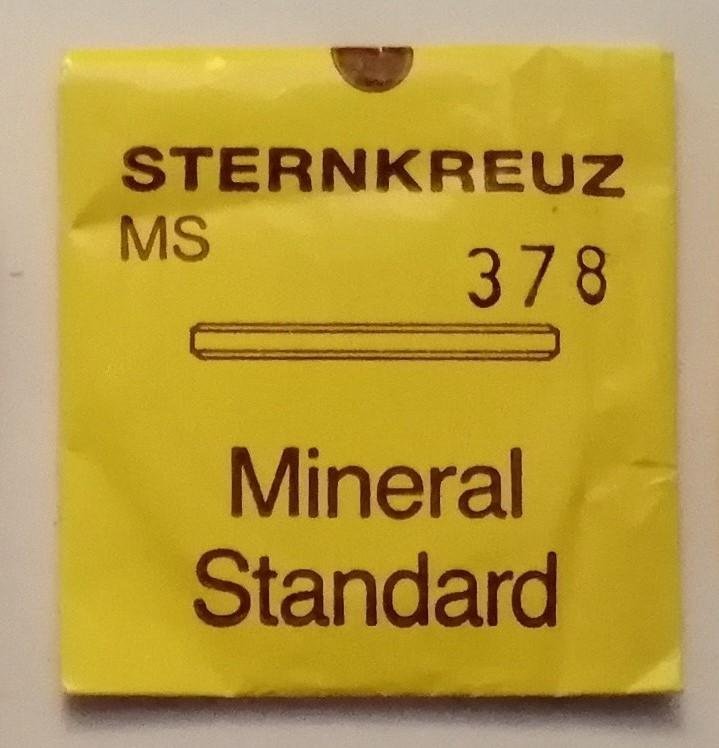 STERNKREUZ
MS
378
Mineral
Standard